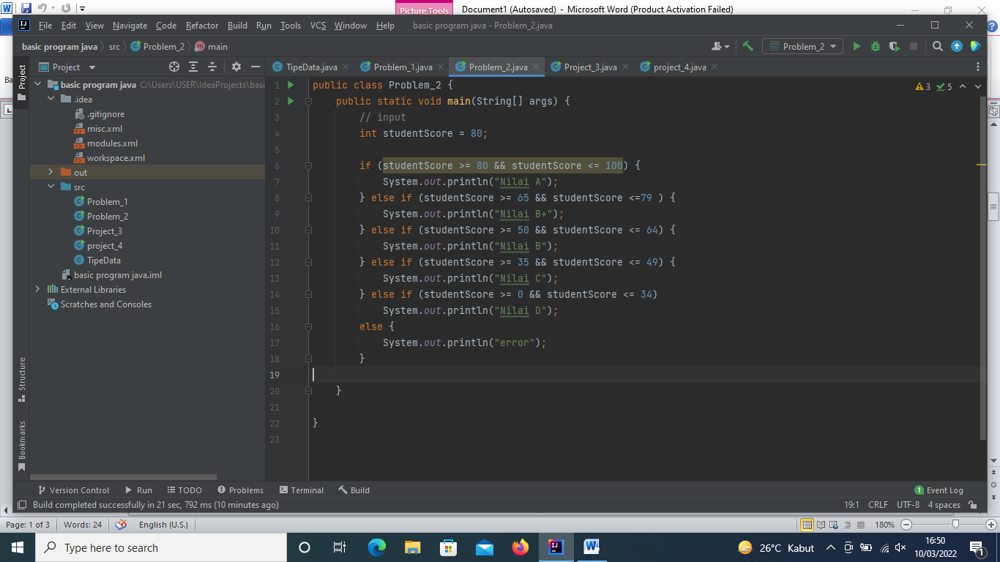 Document1 (Autosaved) - Microsoft Word (Product Activation Failed)
Picture Tools
File Edit View Navigate Code Refactor Build Run Tools VCS Window Help basic program java - Problem_2.java
basic program java src Problem_2 main
Problem_2
Ba
Project
Project
TipeData.java Problem_1.java Problem_2.java Project_3.java project_4.java
basic program java C:\Users\USER\IdeaProjects\basi
.idea
.gitignore
misc.xml
modules.xml
workspace.xml
out
src
Problem_1
Problem_2
Project_3
project_4
TipeData
basic program java.iml
External Libraries
Scratches and Consoles
Structure
Bookmarks
3 5
1 public class Problem_2 {
2 public static void main(String[] args) {
3 // input
4 int studentScore = 80;
5
6 if (studentScore >= 80 && studentScore <= 100) {
7 System.out.println("Nilai A");
8 } else if (studentScore >= 65 && studentScore <=79 ) {
9 System.out.println("Nilai B+");
10 } else if (studentScore >= 50 && studentScore <= 64) {
11 System.out.println("Nilai B");
12 } else if (studentScore >= 35 && studentScore <= 49) {
13 System.out.println("Nilai C");
14 } else if (studentScore >= 0 && studentScore <= 34)
15 System.out.println("Nilai D");
16 else {
17 System.out.println("error");
18 }
19
20 }
21
22 }
23
Version Control Run TODO Problems Terminal Build 1 Event Log
Build completed successfully in 21 sec, 792 ms (10 minutes ago) 19:1 CRLF UTF-8 4 spaces
Page: 1 of 3 Words: 24 English (U.S.) 180%
Type here to search
26°C Kabut
16:50
10/03/2022
1